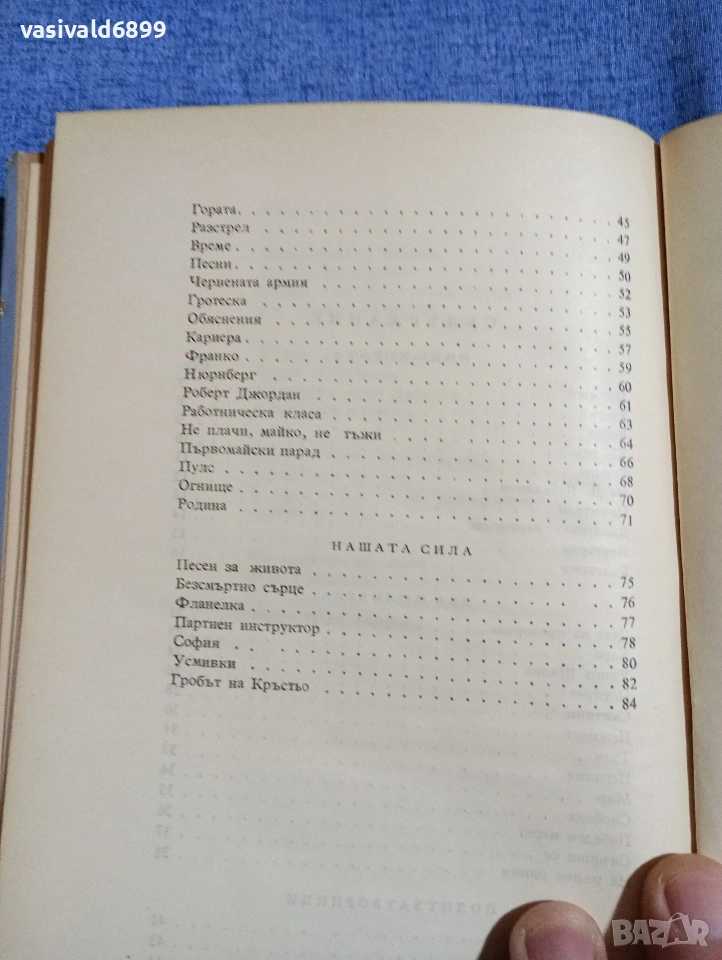 vasivald6899
Гората. . . . . . . . . . . . . . . . . . . . 45
Разстрел . . . . . . . . . . . . . . . . . . . 47
Време . . . . . . . . . . . . . . . . . . . . 49
Песни. . . . . . . . . . . . . . . . . . . . . 50
Червената армия . . . . . . . . . . . . . . . . 52
Гротеска . . . . . . . . . . . . . . . . . . . 53
Обяснения . . . . . . . . . . . . . . . . . . . 55
Кариера. . . . . . . . . . . . . . . . . . . . 57
Франко . . . . . . . . . . . . . . . . . . . . 59
Нюрнберг . . . . . . . . . . . . . . . . . . . 60
Роберт Джордан . . . . . . . . . . . . . . . . 61
Работническа класа . . . . . . . . . . . . . . 63
Не плачи, майко, не тъжи . . . . . . . . . . . 64
Първомайски парад . . . . . . . . . . . . . . . 66
Пулс . . . . . . . . . . . . . . . . . . . . . 68
Огнище . . . . . . . . . . . . . . . . . . . . 70
Родина . . . . . . . . . . . . . . . . . . . . 71
НАШАТА СИЛА
Песен за живота . . . . . . . . . . . . . . . . 75
Безсмъртно сърце . . . . . . . . . . . . . . . 76
Фланелка . . . . . . . . . . . . . . . . . . . 77
Партиен инструктор . . . . . . . . . . . . . . 78
София . . . . . . . . . . . . . . . . . . . . . 80
Усмивки . . . . . . . . . . . . . . . . . . . . 82
Гробът на Кръстьо . . . . . . . . . . . . . . . 84
BAZAR